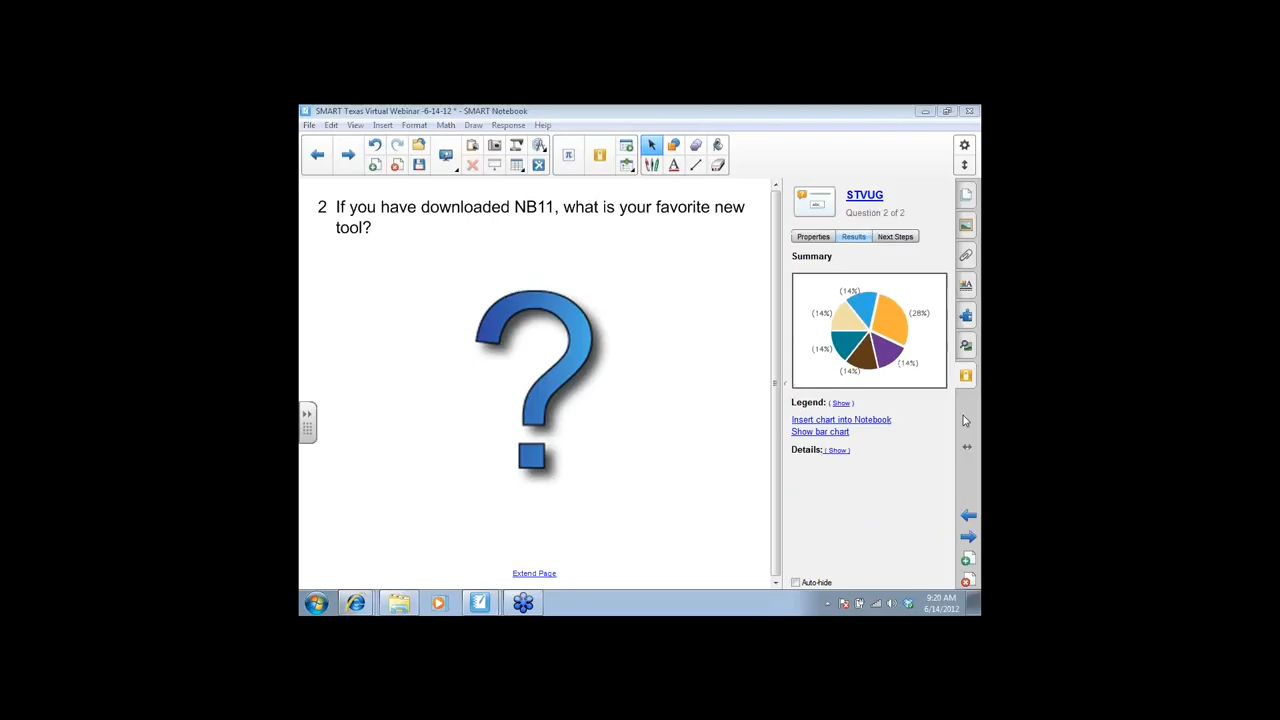 SMART Texas Virtual Webinar -6-14-12 * - SMART Notebook
File Edit View Insert Format Math Draw Response Help
2 If you have downloaded NB11, what is your favorite new
tool?
Extend Page
STVUG
Question 2 of 2
Properties Results Next Steps
Summary
(14%)
(14%) (28%)
(14%) (14%)
(14%)
Legend: ( Show )
Insert chart into Notebook
Show bar chart
Details: ( Show )
Auto-hide
9:20 AM
6/14/2012